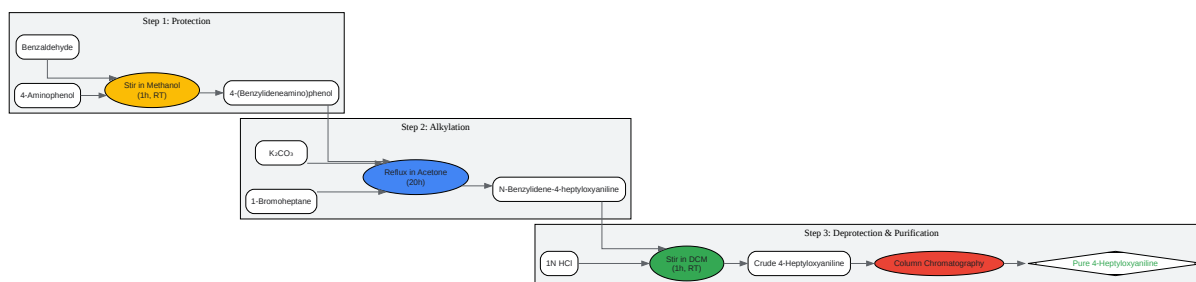 Step 1: Protection
Benzaldehyde
4-Aminophenol
Stir in Methanol
(1h, RT)
4-(Benzylideneamino)phenol
Step 2: Alkylation
K₂CO₃
1-Bromoheptane
Reflux in Acetone
(20h)
N-Benzylidene-4-heptyloxyaniline
Step 3: Deprotection & Purification
1N HCl
Stir in DCM
(1h, RT)
Crude 4-Heptyloxyaniline
Column Chromatography
Pure 4-Heptyloxyaniline